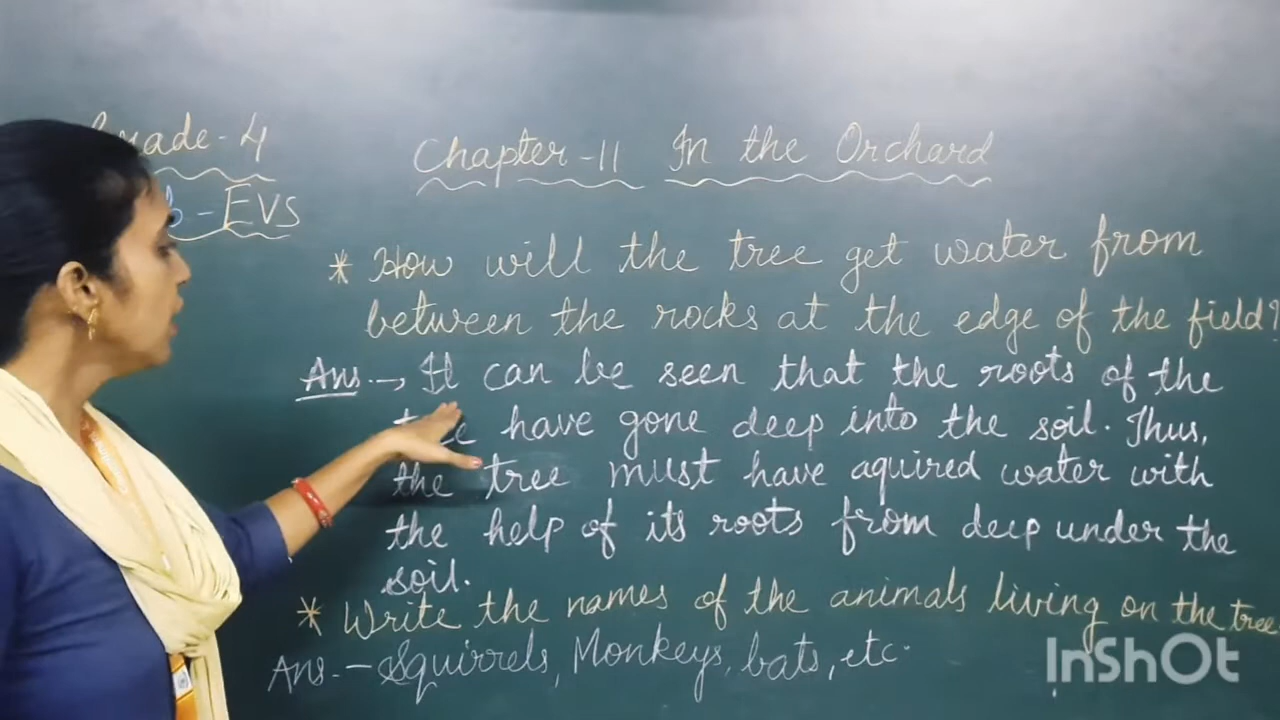 Grade-4
- EVS
Chapter-11 In the Orchard
* How will the tree get water from
between the rocks at the edge of the field?
Ans -> It can be seen that the roots of the
tree have gone deep into the soil. Thus,
the tree must have aquired water with
the help of its roots from deep under the
soil.
* Write the names of the animals living on the tree
Ans - Squirrels, Monkeys, bats, etc.
InShOt